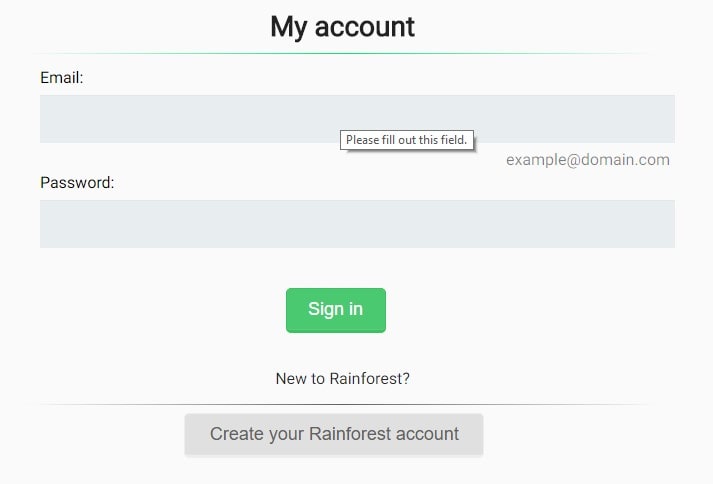 My account
Email:
Please fill out this field.
example@domain.com
Password:
Sign in
New to Rainforest?
Create your Rainforest account